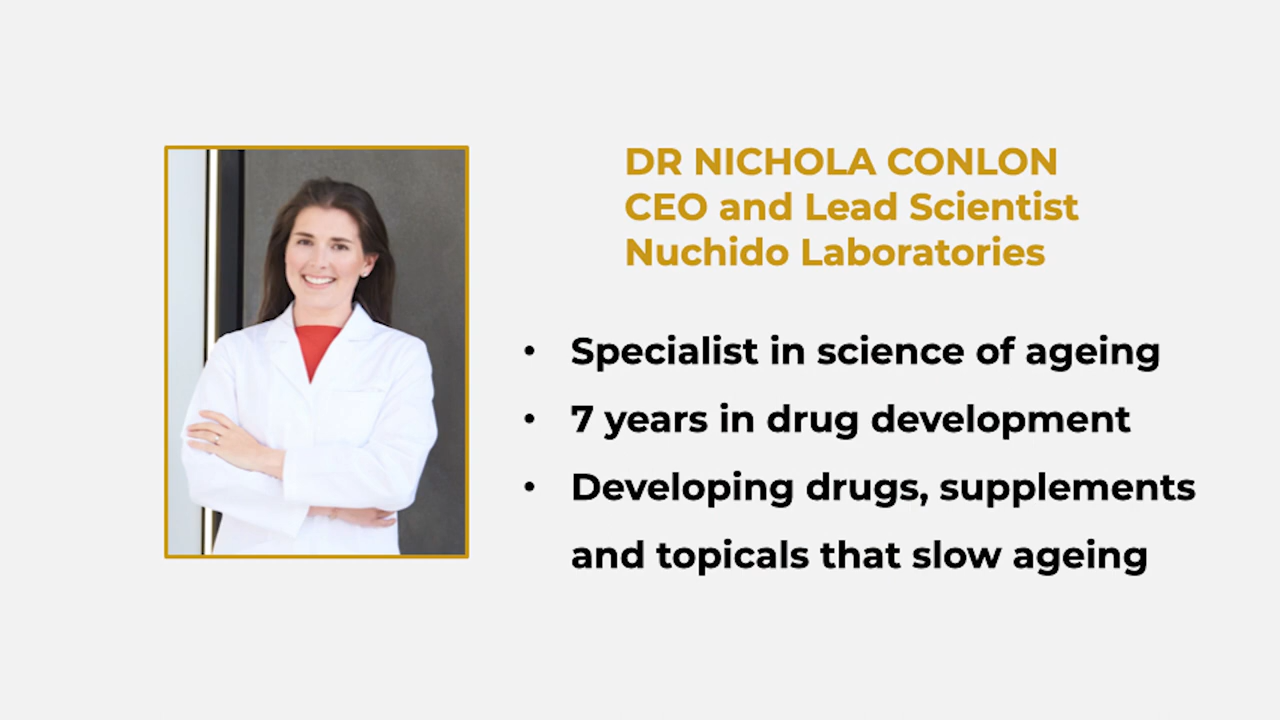 DR NICHOLA CONLON
CEO and Lead Scientist
Nuchido Laboratories
• Specialist in science of ageing
• 7 years in drug development
• Developing drugs, supplements
and topicals that slow ageing